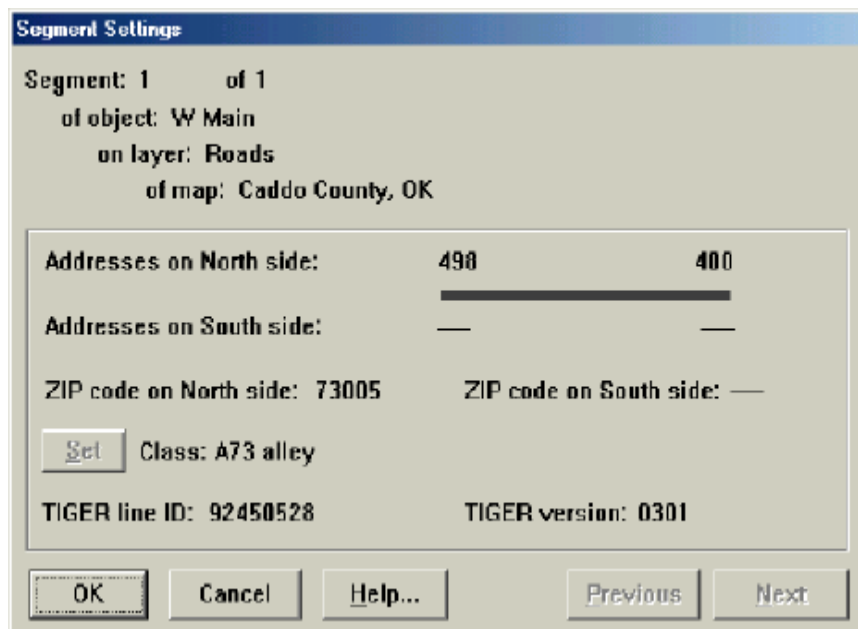 Segment Settings
Segment: 1 of 1
of object: W Main
on layer: Roads
of map: Caddo County, OK
Addresses on North side: 498 400
Addresses on South side: — —
ZIP code on North side: 73005 ZIP code on South side: —
Set Class: A73 alley
TIGER line ID: 92450528 TIGER version: 0301
OK Cancel Help... Previous Next